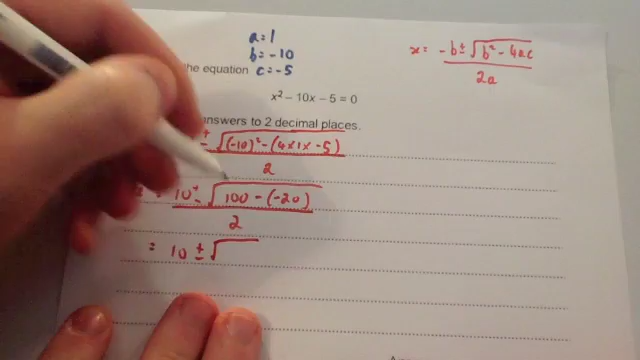 a=1
b=-10
the equation c=-5
x = -b ± √b² - 4ac
2a
x² – 10x – 5 = 0
answers to 2 decimal places.
± √(-10)² - (4×1× -5)
2
= 10 ± √100 - (-20)
2
= 10 ± √